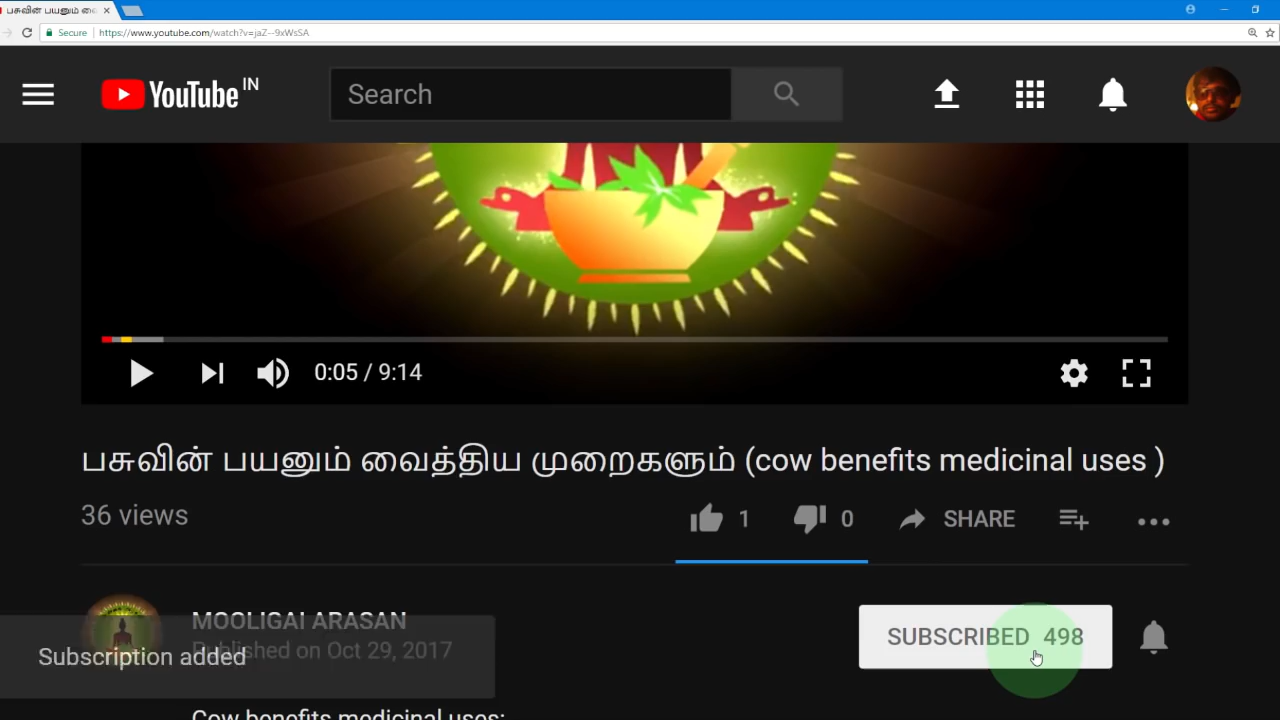 பசுவின் பயனும் வை
Secure https://www.youtube.com/watch?v=jaZ--9xWsSA
YouTube IN
Search
0:05 / 9:14
பசுவின் பயனும் வைத்திய முறைகளும் (cow benefits medicinal uses )
36 views
1
0
SHARE
MOOLIGAI ARASAN
Published on Oct 29, 2017
SUBSCRIBED 498
Subscription added
Cow benefits medicinal uses: